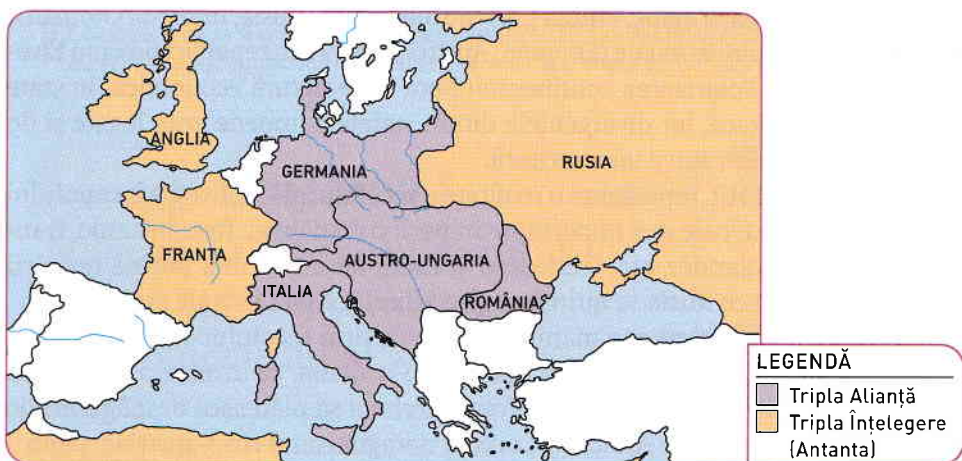 ANGLIA
GERMANIA
RUSIA
FRANȚA
AUSTRO-UNGARIA
ITALIA
ROMÂNIA
LEGENDĂ
Tripla Alianță
Tripla Înțelegere
(Antanta)